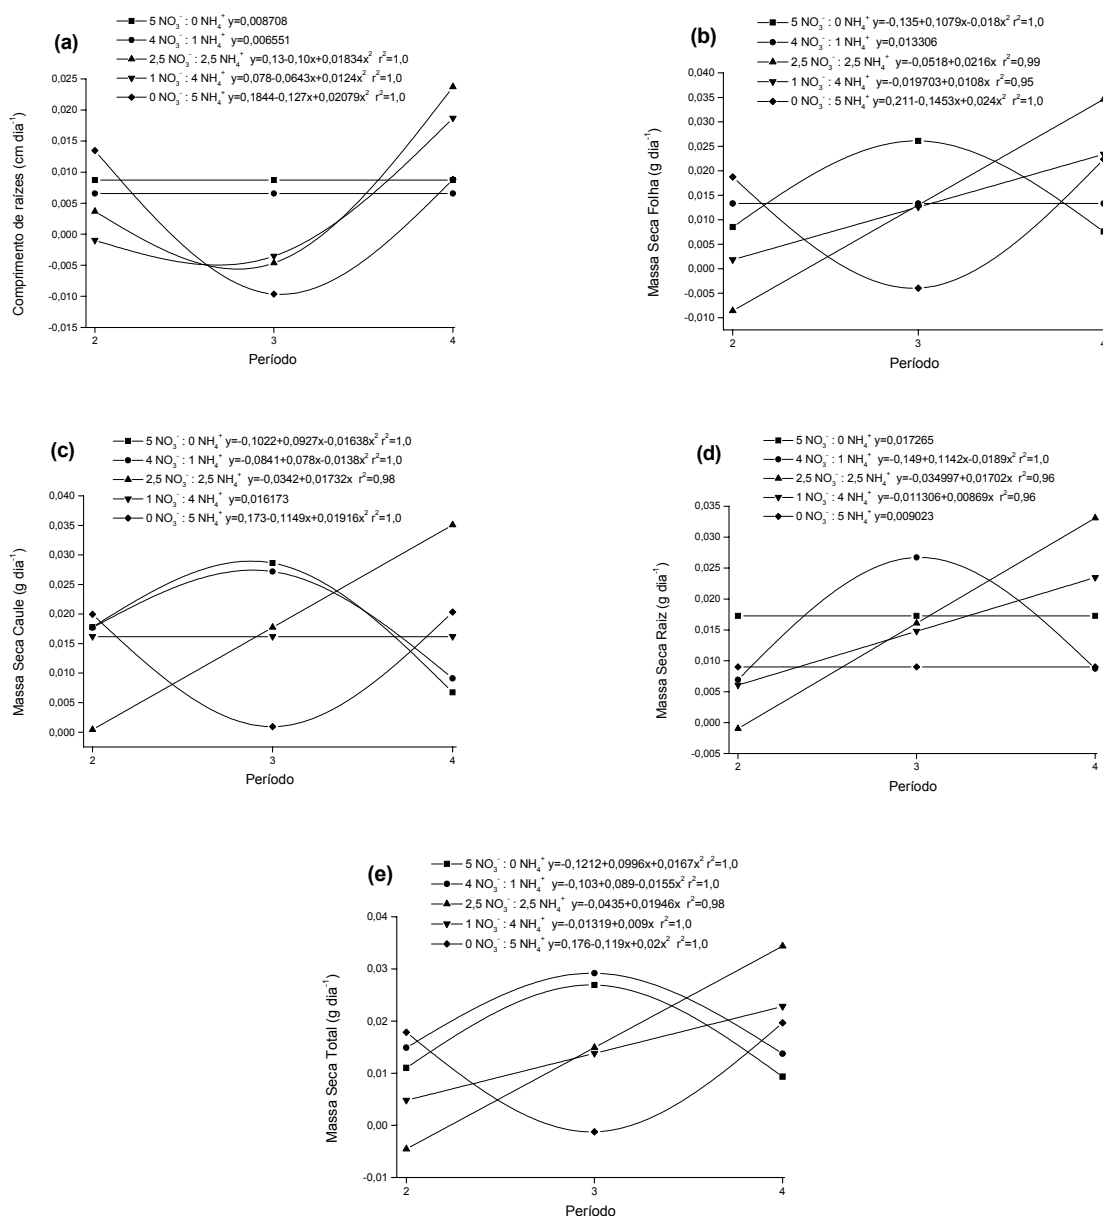 (a)
5 NO₃⁻ : 0 NH₄⁺ y=0,008708
4 NO₃⁻ : 1 NH₄⁺ y=0,006551
2,5 NO₃⁻ : 2,5 NH₄⁺ y=0,13-0,10x+0,01834x² r²=1,0
1 NO₃⁻ : 4 NH₄⁺ y=0,078-0,0643x+0,0124x² r²=1,0
0 NO₃⁻ : 5 NH₄⁺ y=0,1844-0,127x+0,02079x² r²=1,0
0,025
0,020
0,015
0,010
0,005
0,000
-0,005
-0,010
-0,015
Comprimento de raízes (cm dia⁻¹)
2 3 4
Período
(b)
5 NO₃⁻ : 0 NH₄⁺ y=-0,135+0,1079x-0,018x² r²=1,0
4 NO₃⁻ : 1 NH₄⁺ y=0,013306
2,5 NO₃⁻ : 2,5 NH₄⁺ y=-0,0518+0,0216x r²=0,99
1 NO₃⁻ : 4 NH₄⁺ y=-0,019703+0,0108x r²=0,95
0 NO₃⁻ : 5 NH₄⁺ y=0,211-0,1453x+0,024x² r²=1,0
0,040
0,035
0,030
0,025
0,020
0,015
0,010
0,005
0,000
-0,005
-0,010
Massa Seca Folha (g dia⁻¹)
2 3 4
Período
(c)
5 NO₃⁻ : 0 NH₄⁺ y=-0,1022+0,0927x-0,01638x² r²=1,0
4 NO₃⁻ : 1 NH₄⁺ y=-0,0841+0,078x-0,0138x² r²=1,0
2,5 NO₃⁻ : 2,5 NH₄⁺ y=-0,0342+0,01732x r²=0,98
1 NO₃⁻ : 4 NH₄⁺ y=0,016173
0 NO₃⁻ : 5 NH₄⁺ y=0,173-0,1149x+0,01916x² r²=1,0
0,040
0,035
0,030
0,025
0,020
0,015
0,010
0,005
0,000
Massa Seca Caule (g dia⁻¹)
2 3 4
Período
(d)
5 NO₃⁻ : 0 NH₄⁺ y=0,017265
4 NO₃⁻ : 1 NH₄⁺ y=-0,149+0,1142x-0,0189x² r²=1,0
2,5 NO₃⁻ : 2,5 NH₄⁺ y=-0,034997+0,01702x r²=0,96
1 NO₃⁻ : 4 NH₄⁺ y=-0,011306+0,00869x r²=0,96
0 NO₃⁻ : 5 NH₄⁺ y=0,009023
0,035
0,030
0,025
0,020
0,015
0,010
0,005
0,000
-0,005
Massa Seca Raiz (g dia⁻¹)
2 3 4
Período
(e)
5 NO₃⁻ : 0 NH₄⁺ y=-0,1212+0,0996x+0,0167x² r²=1,0
4 NO₃⁻ : 1 NH₄⁺ y=-0,103+0,089-0,0155x² r²=1,0
2,5 NO₃⁻ : 2,5 NH₄⁺ y=-0,0435+0,01946x r²=0,98
1 NO₃⁻ : 4 NH₄⁺ y=-0,01319+0,009x r²=1,0
0 NO₃⁻ : 5 NH₄⁺ y=0,176-0,119x+0,02x² r²=1,0
0,04
0,03
0,02
0,01
0,00
-0,01
Massa Seca Total (g dia⁻¹)
2 3 4
Período